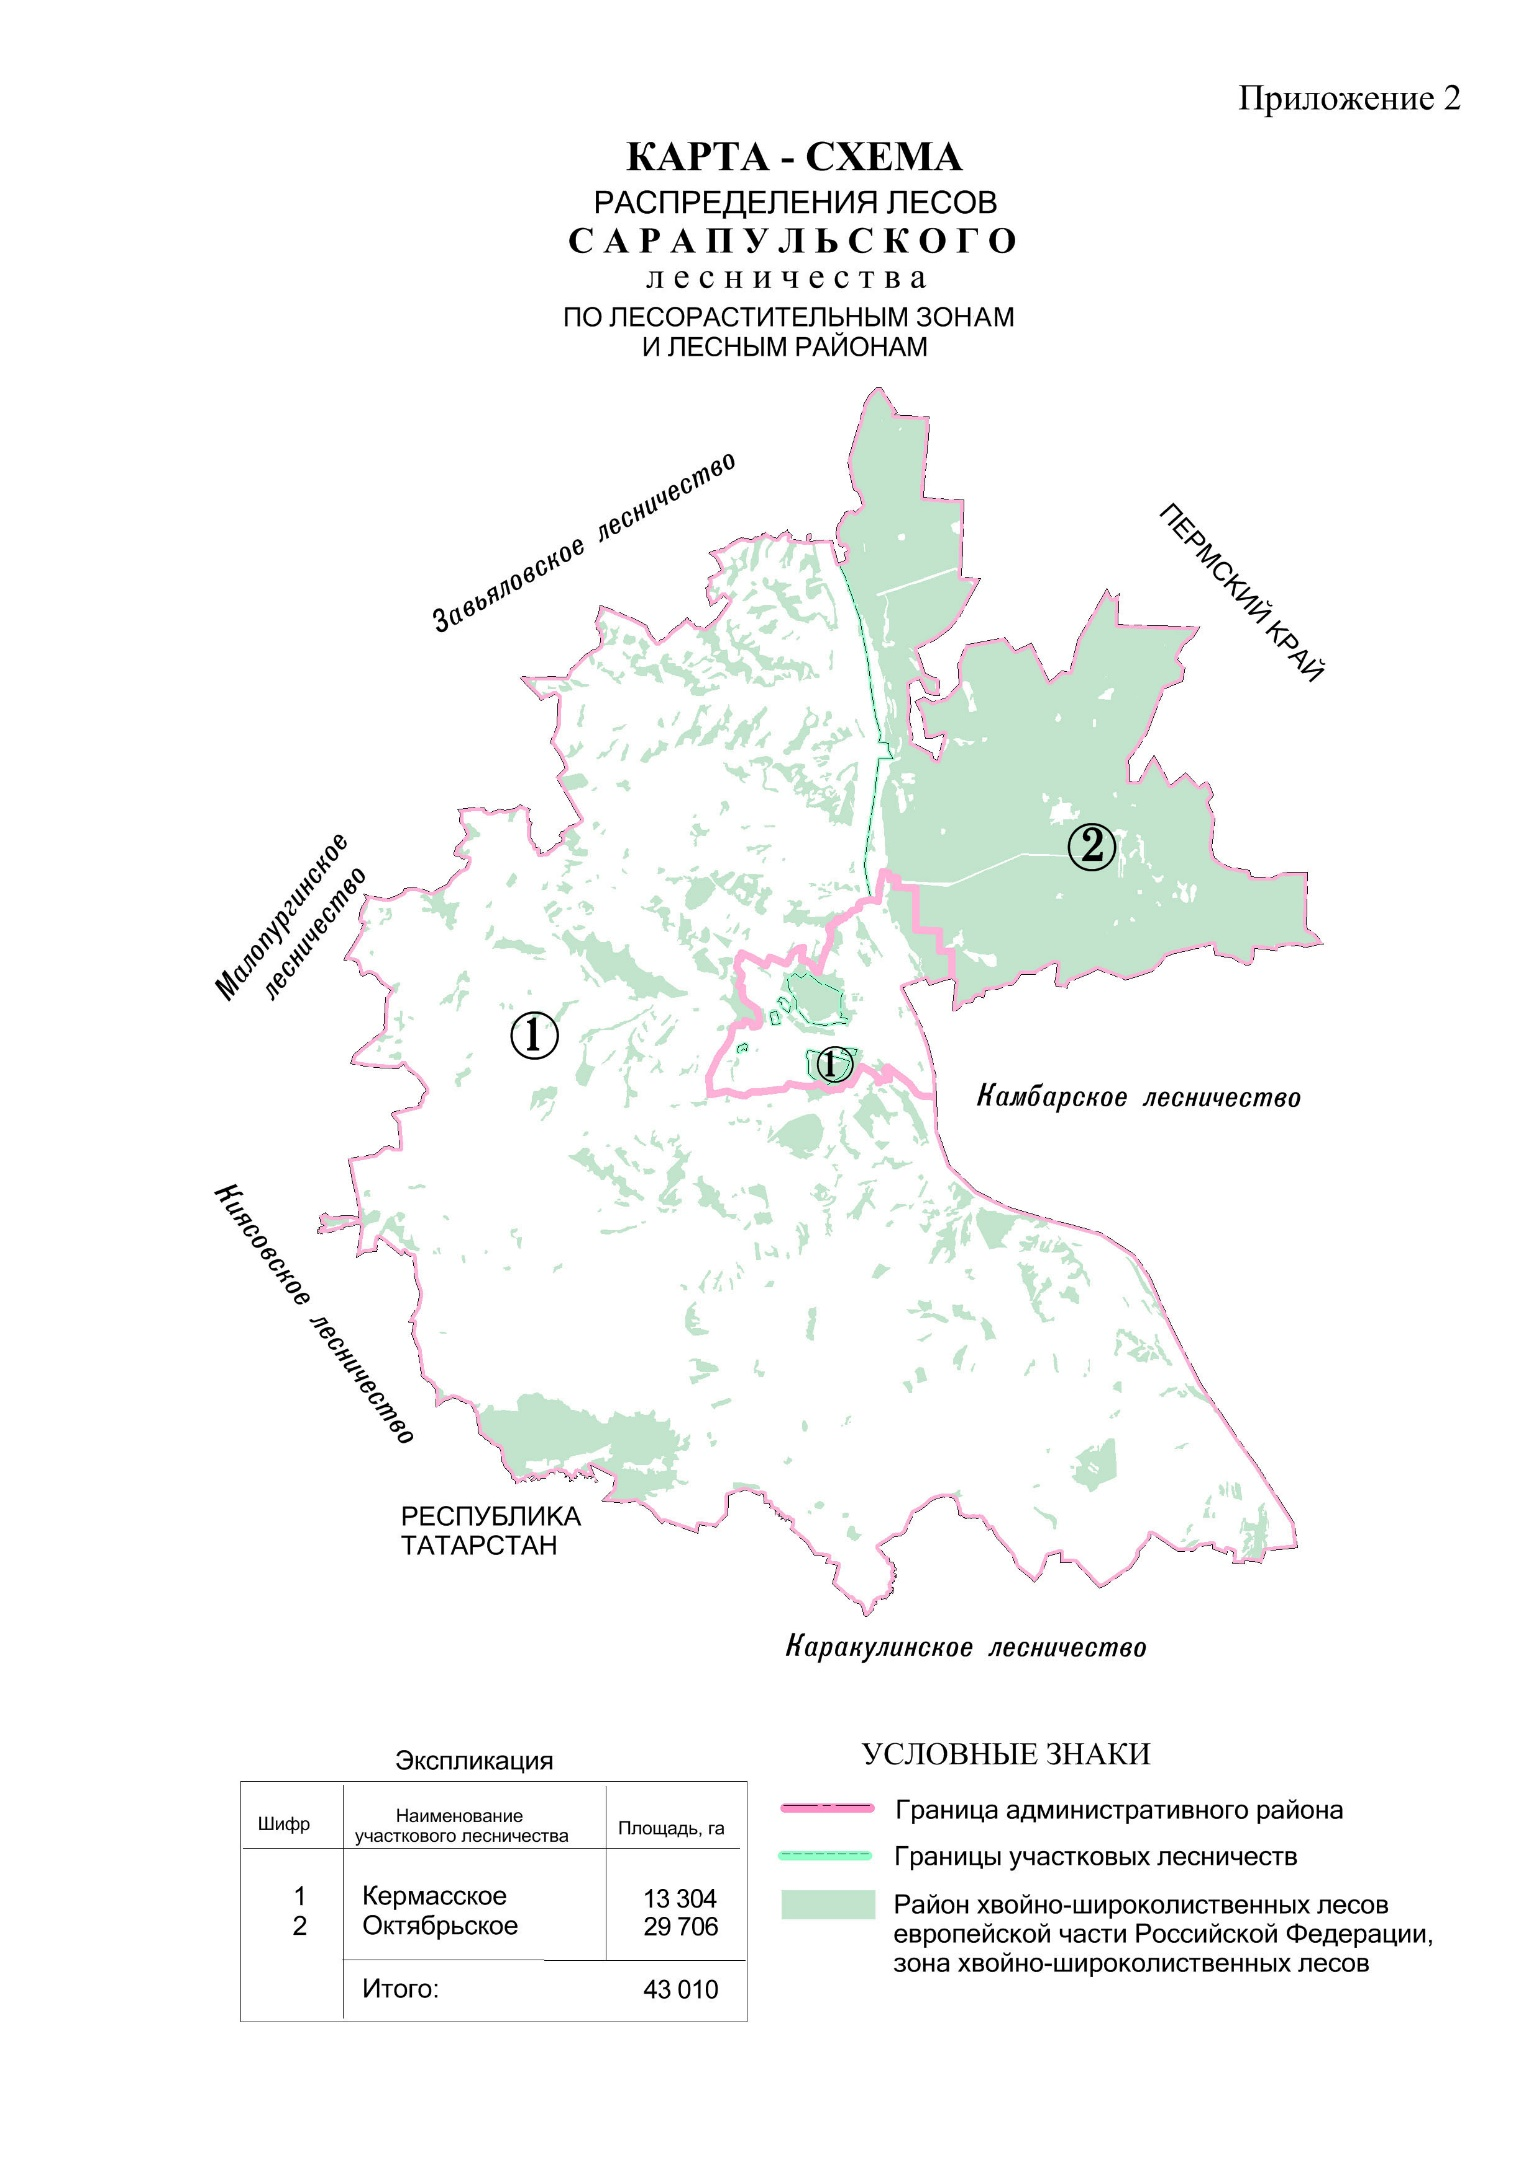 Приложение 2
КАРТА - СХЕМА
РАСПРЕДЕЛЕНИЯ ЛЕСОВ
САРАПУЛЬСКОГО
лесничества
ПО ЛЕСОРАСТИТЕЛЬНЫМ ЗОНАМ
И ЛЕСНЫМ РАЙОНАМ
Завьяловское лесничество
ПЕРМСКИЙ КРАЙ
2
Малопургинское
лесничество
1
1
Камбарское лесничество
Киясовское лесничество
РЕСПУБЛИКА
ТАТАРСТАН
Каракулинское лесничество
Экспликация
Шифр
Наименование
участкового лесничества
Площадь, га
1 Кермасское 13 304
2 Октябрьское 29 706
Итого: 43 010
УСЛОВНЫЕ ЗНАКИ
Граница административного района
Границы участковых лесничеств
Район хвойно-широколиственных лесов
европейской части Российской Федерации,
зона хвойно-широколиственных лесов